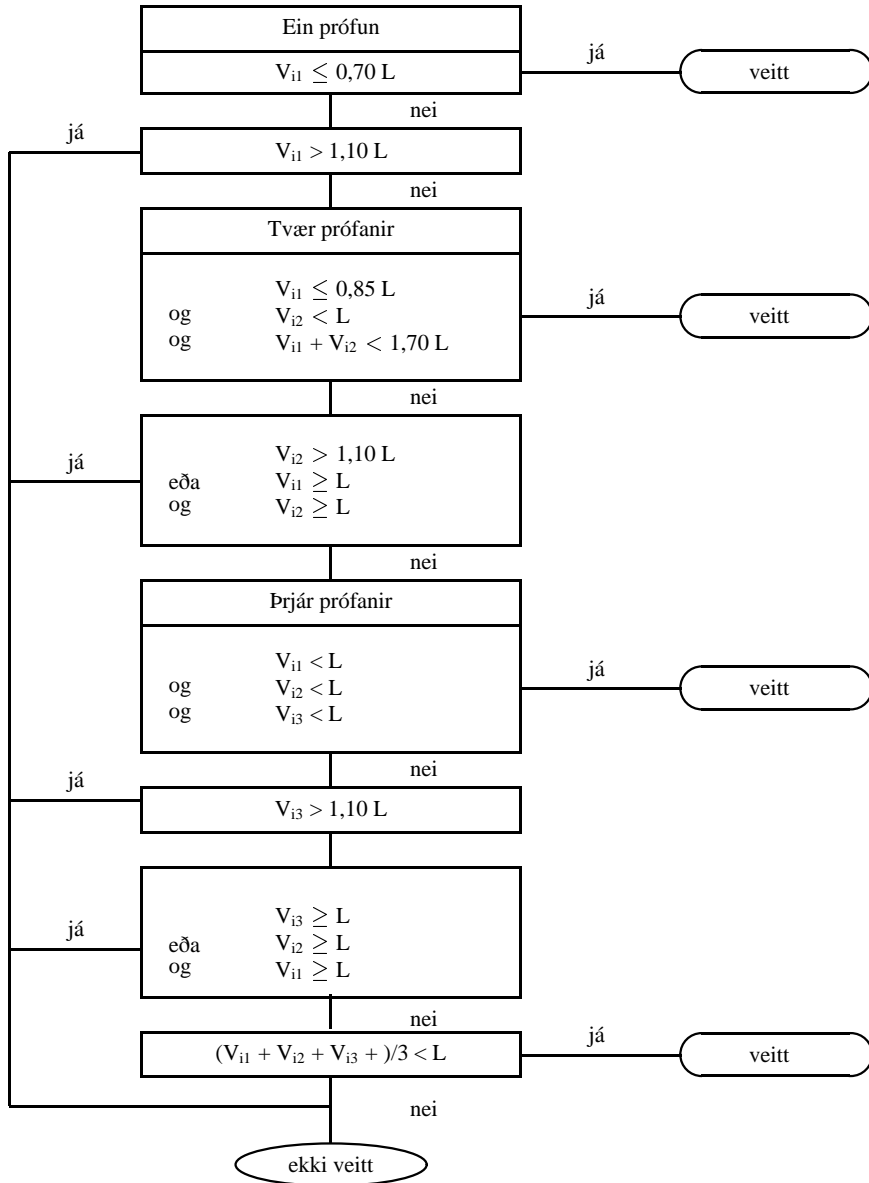 Ein prófun
já
V_i1 ≤ 0,70 L
veitt
nei
já
V_i1 > 1,10 L
nei
Tvær prófanir
V_i1 ≤ 0,85 L
já
og V_i2 < L
veitt
og V_i1 + V_i2 < 1,70 L
nei
V_i2 > 1,10 L
já
eða V_i1 ≥ L
og V_i2 ≥ L
nei
Þrjár prófanir
V_i1 < L
já
og V_i2 < L
veitt
og V_i3 < L
nei
já
V_i3 > 1,10 L
V_i3 ≥ L
já
eða V_i2 ≥ L
og V_i1 ≥ L
nei
já
(V_i1 + V_i2 + V_i3 + )/3 < L
veitt
nei
ekki veitt